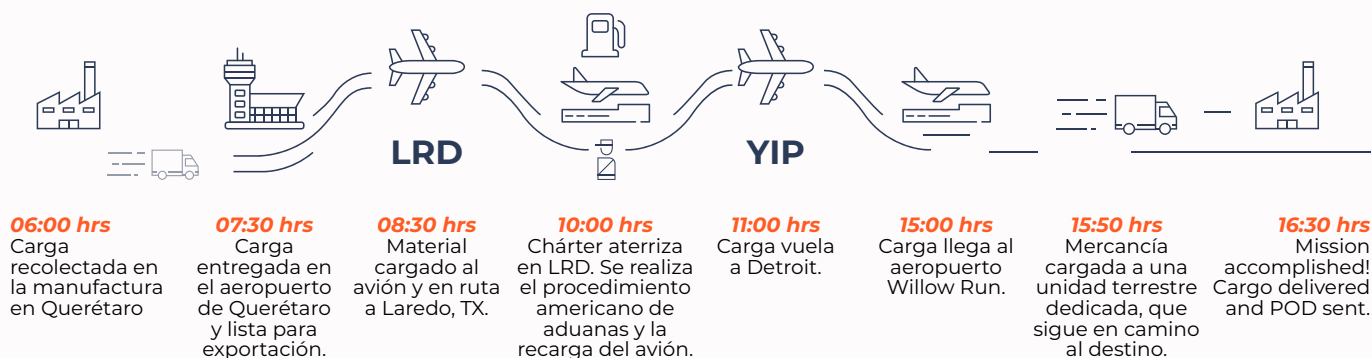 LRD
YIP
06:00 hrs
Carga
recolectada en
la manufactura
en Querétaro
07:30 hrs
Carga
entregada en
el aeropuerto
de Querétaro
y lista para
exportación.
08:30 hrs
Material
cargado al
avión y en ruta
a Laredo, TX.
10:00 hrs
Chárter aterriza
en LRD. Se realiza
el procedimiento
americano de
aduanas y la
recarga del avión.
11:00 hrs
Carga vuela
a Detroit.
15:00 hrs
Carga llega al
aeropuerto
Willow Run.
15:50 hrs
Mercancía
cargada a una
unidad terrestre
dedicada, que
sigue en camino
al destino.
16:30 hrs
Mission
accomplished!
Cargo delivered
and POD sent.